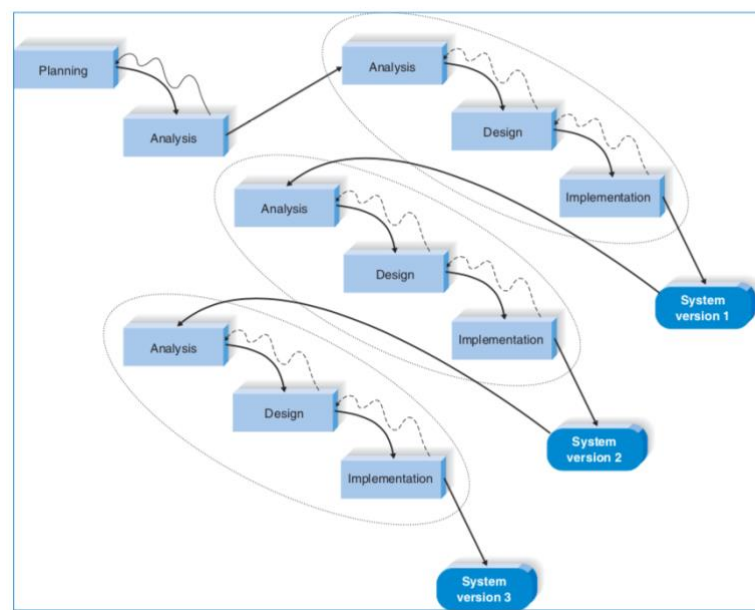 Planning
Analysis
Analysis
Design
Implementation
System
version 1
Analysis
Design
Implementation
System
version 2
Analysis
Design
Implementation
System
version 3